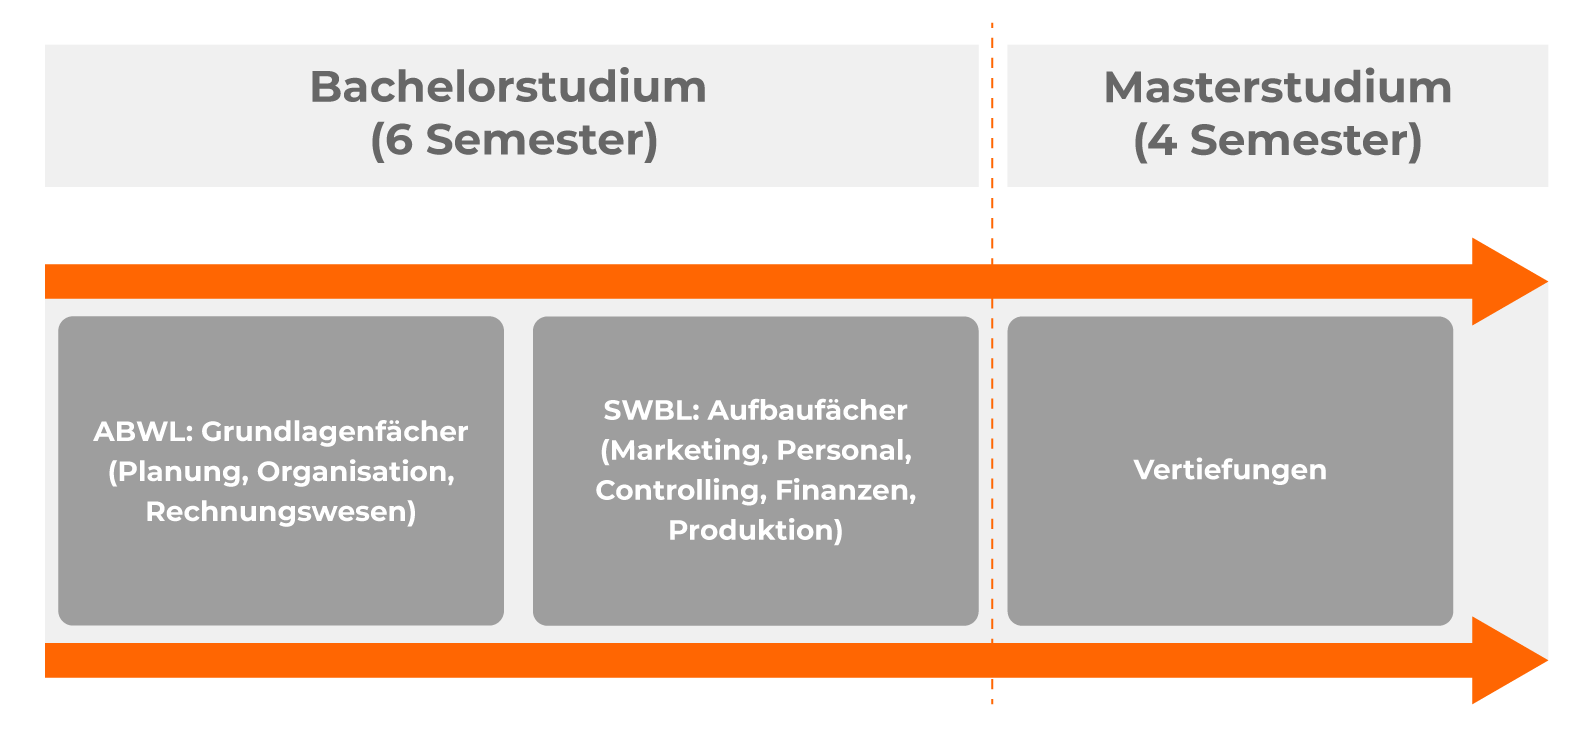 Bachelorstudium
(6 Semester)
Masterstudium
(4 Semester)
ABWL: Grundlagenfächer
(Planung, Organisation,
Rechnungswesen)
SWBL: Aufbaufächer
(Marketing, Personal,
Controlling, Finanzen,
Produktion)
Vertiefungen